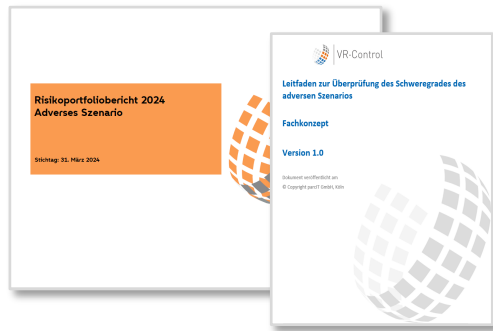 Risikoportfoliobericht 2024
Adverses Szenario
Stichtag: 31. März 2024
VR-Control
Leitfaden zur Überprüfung des Schweregrades des
adversen Szenarios
Fachkonzept
Version 1.0
Dokument veröffentlicht am
© Copyright parcIT GmbH, Köln